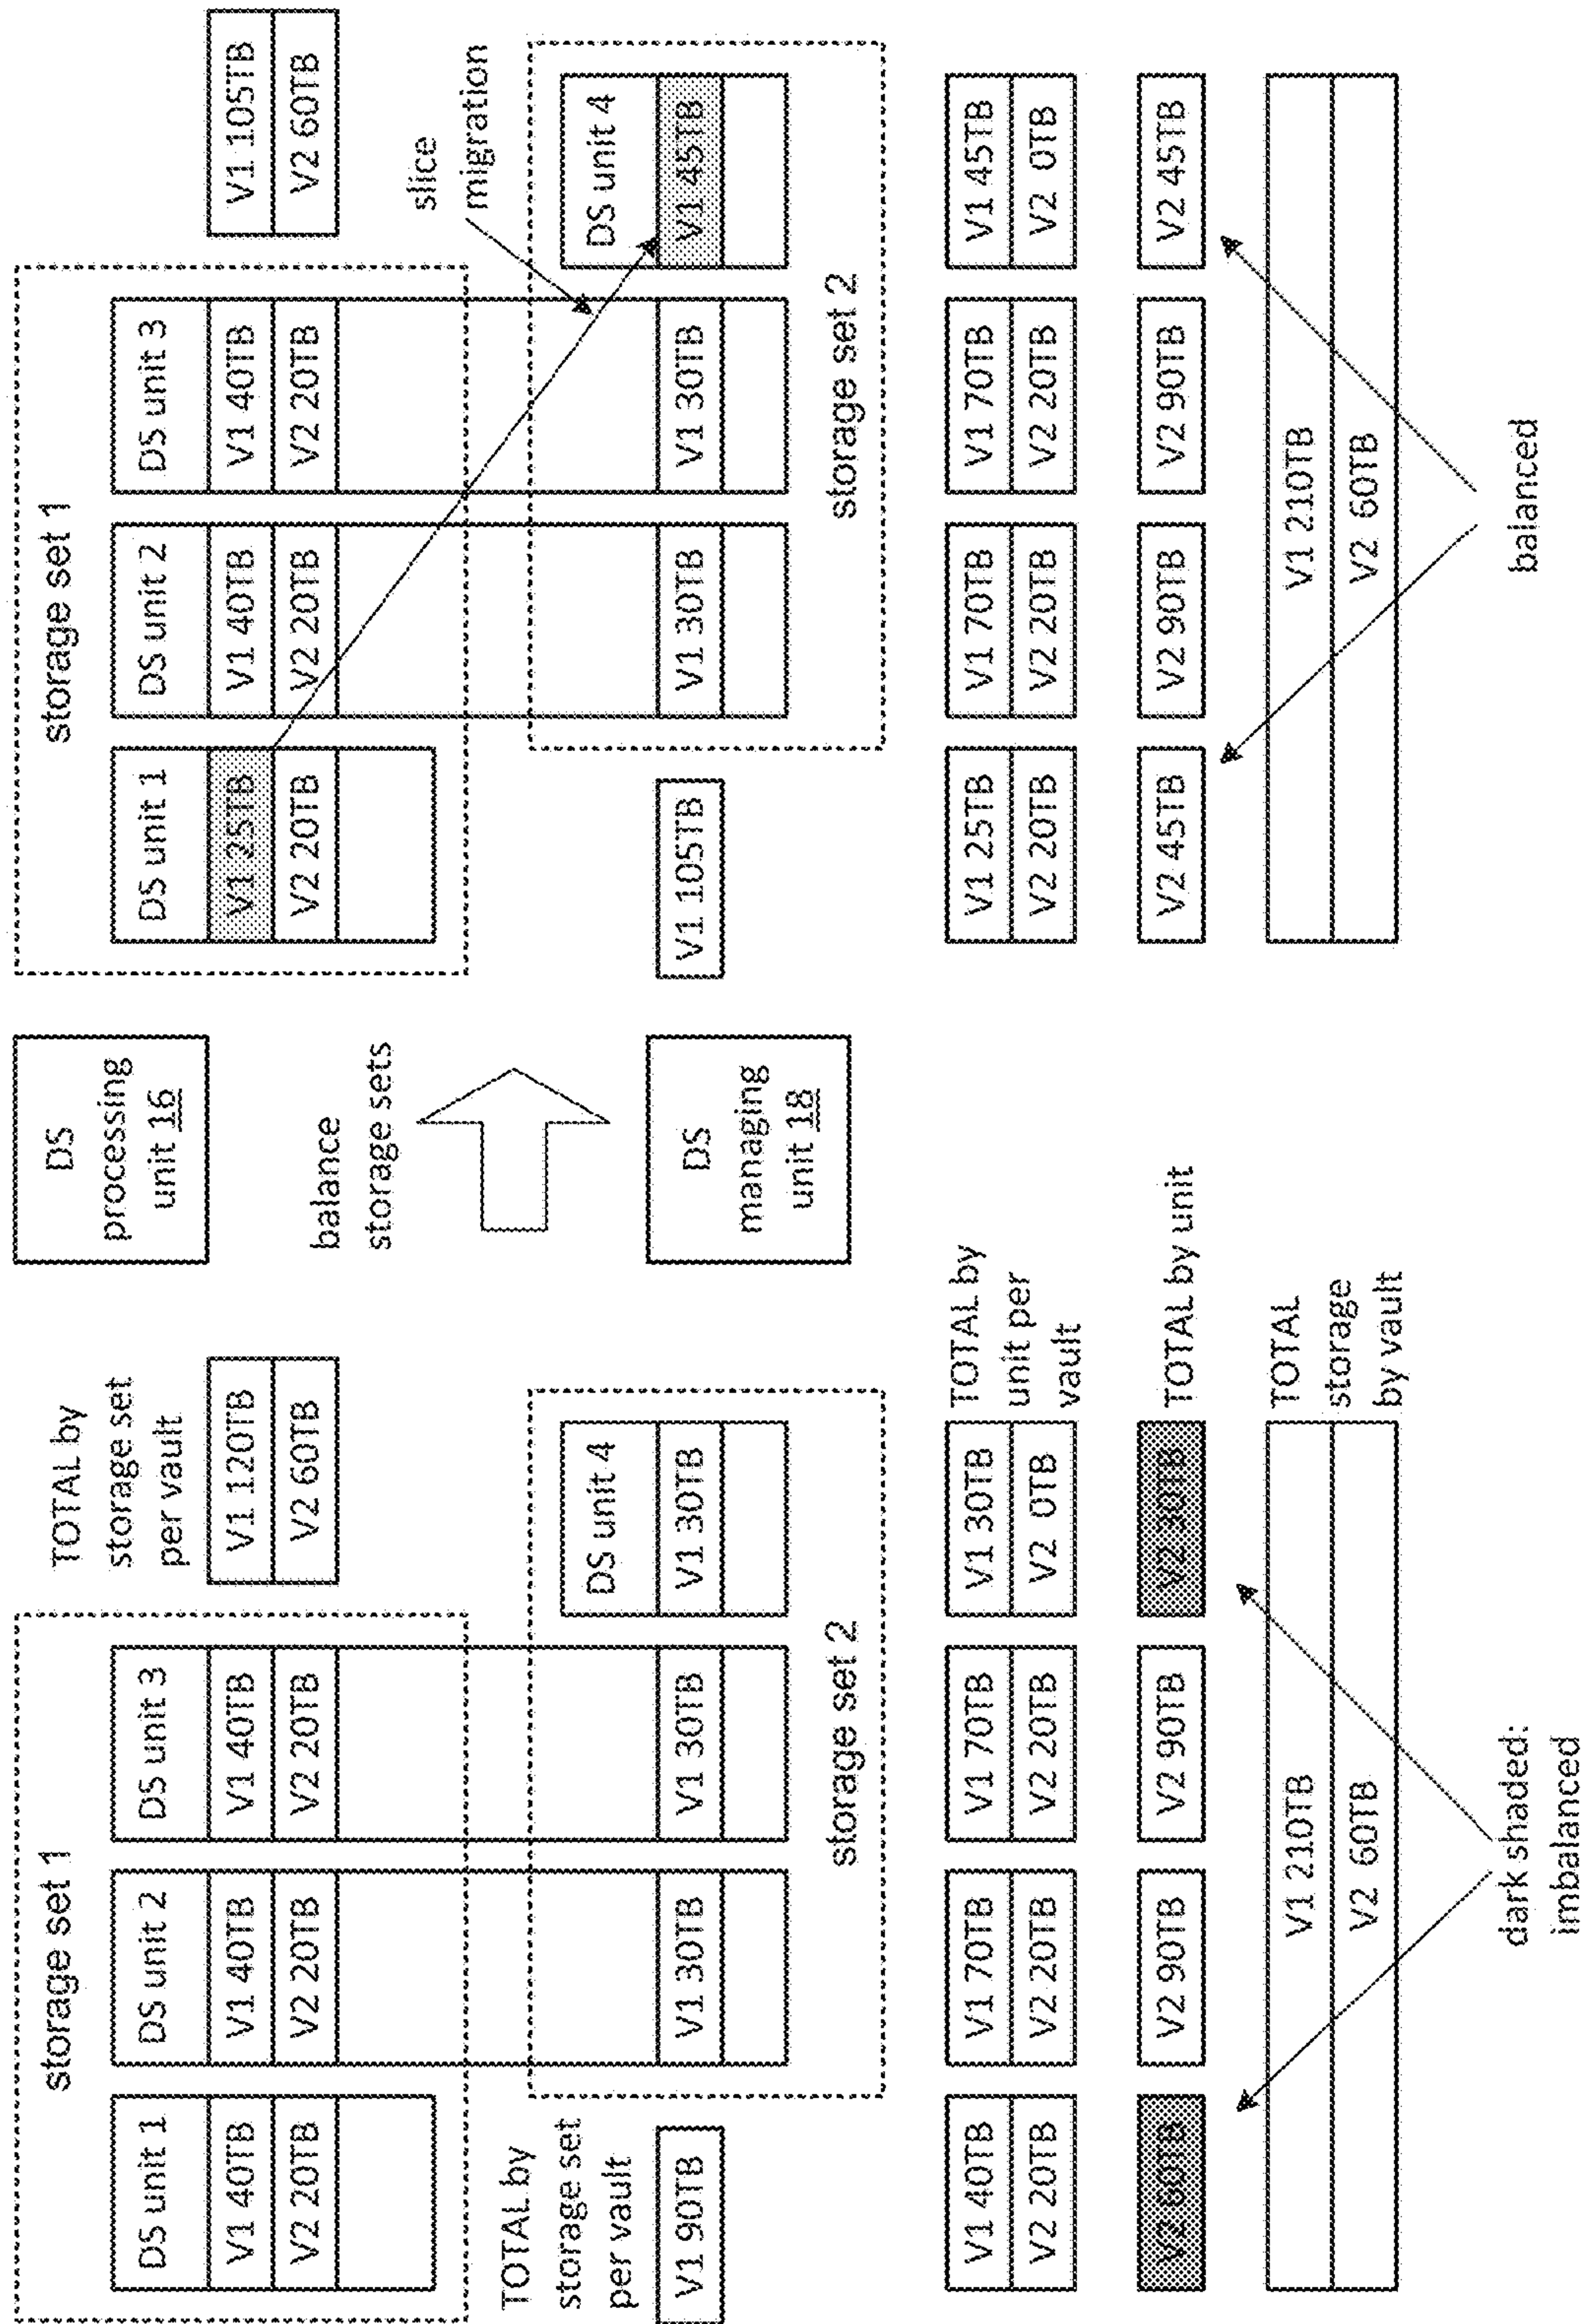 storage set 1
DS unit 1
DS unit 2
DS unit 3
V1 40TB
V1 40TB
V1 40TB
V2 20TB
V2 20TB
V2 20TB
TOTAL by
storage set
per vault
V1 120TB
V2 60TB
TOTAL by
storage set
per vault
V1 90TB
DS unit 4
V1 30TB
V1 30TB
V1 30TB
storage set 2
V1 40TB
V1 70TB
V1 70TB
V1 30TB
V2 20TB
V2 20TB
V2 20TB
V2 0TB
TOTAL by
unit per
vault
V2 90TB
V2 90TB
V2 30TB
TOTAL by unit
V1 210TB
V2 60TB
TOTAL
storage
by vault
dark shaded:
imbalanced
DS
processing
unit 16
balance
storage sets
DS
managing
unit 18
storage set 1
DS unit 1
DS unit 2
DS unit 3
V1 25TB
V1 40TB
V1 40TB
V2 20TB
V2 20TB
V2 20TB
V1 105TB
V2 60TB
slice
migration
V1 105TB
DS unit 4
V1 30TB
V1 30TB
V1 45TB
storage set 2
V1 25TB
V1 70TB
V1 70TB
V1 45TB
V2 20TB
V2 20TB
V2 20TB
V2 0TB
V2 45TB
V2 90TB
V2 90TB
V2 45TB
V1 210TB
V2 60TB
balanced